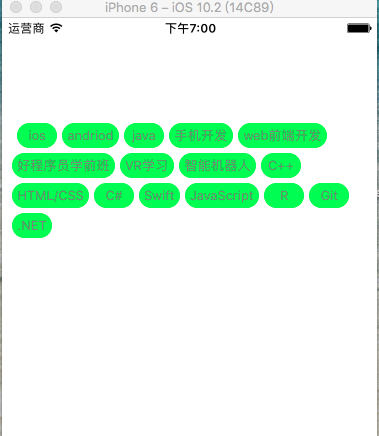 iPhone 6 – iOS 10.2 (14C89)
运营商 下午7:00
ios andriod java 手机开发 web前端开发
好程序员学前班 VR学习 智能机器人 C++
HTML/CSS C# Swift JavaScript R Git
.NET